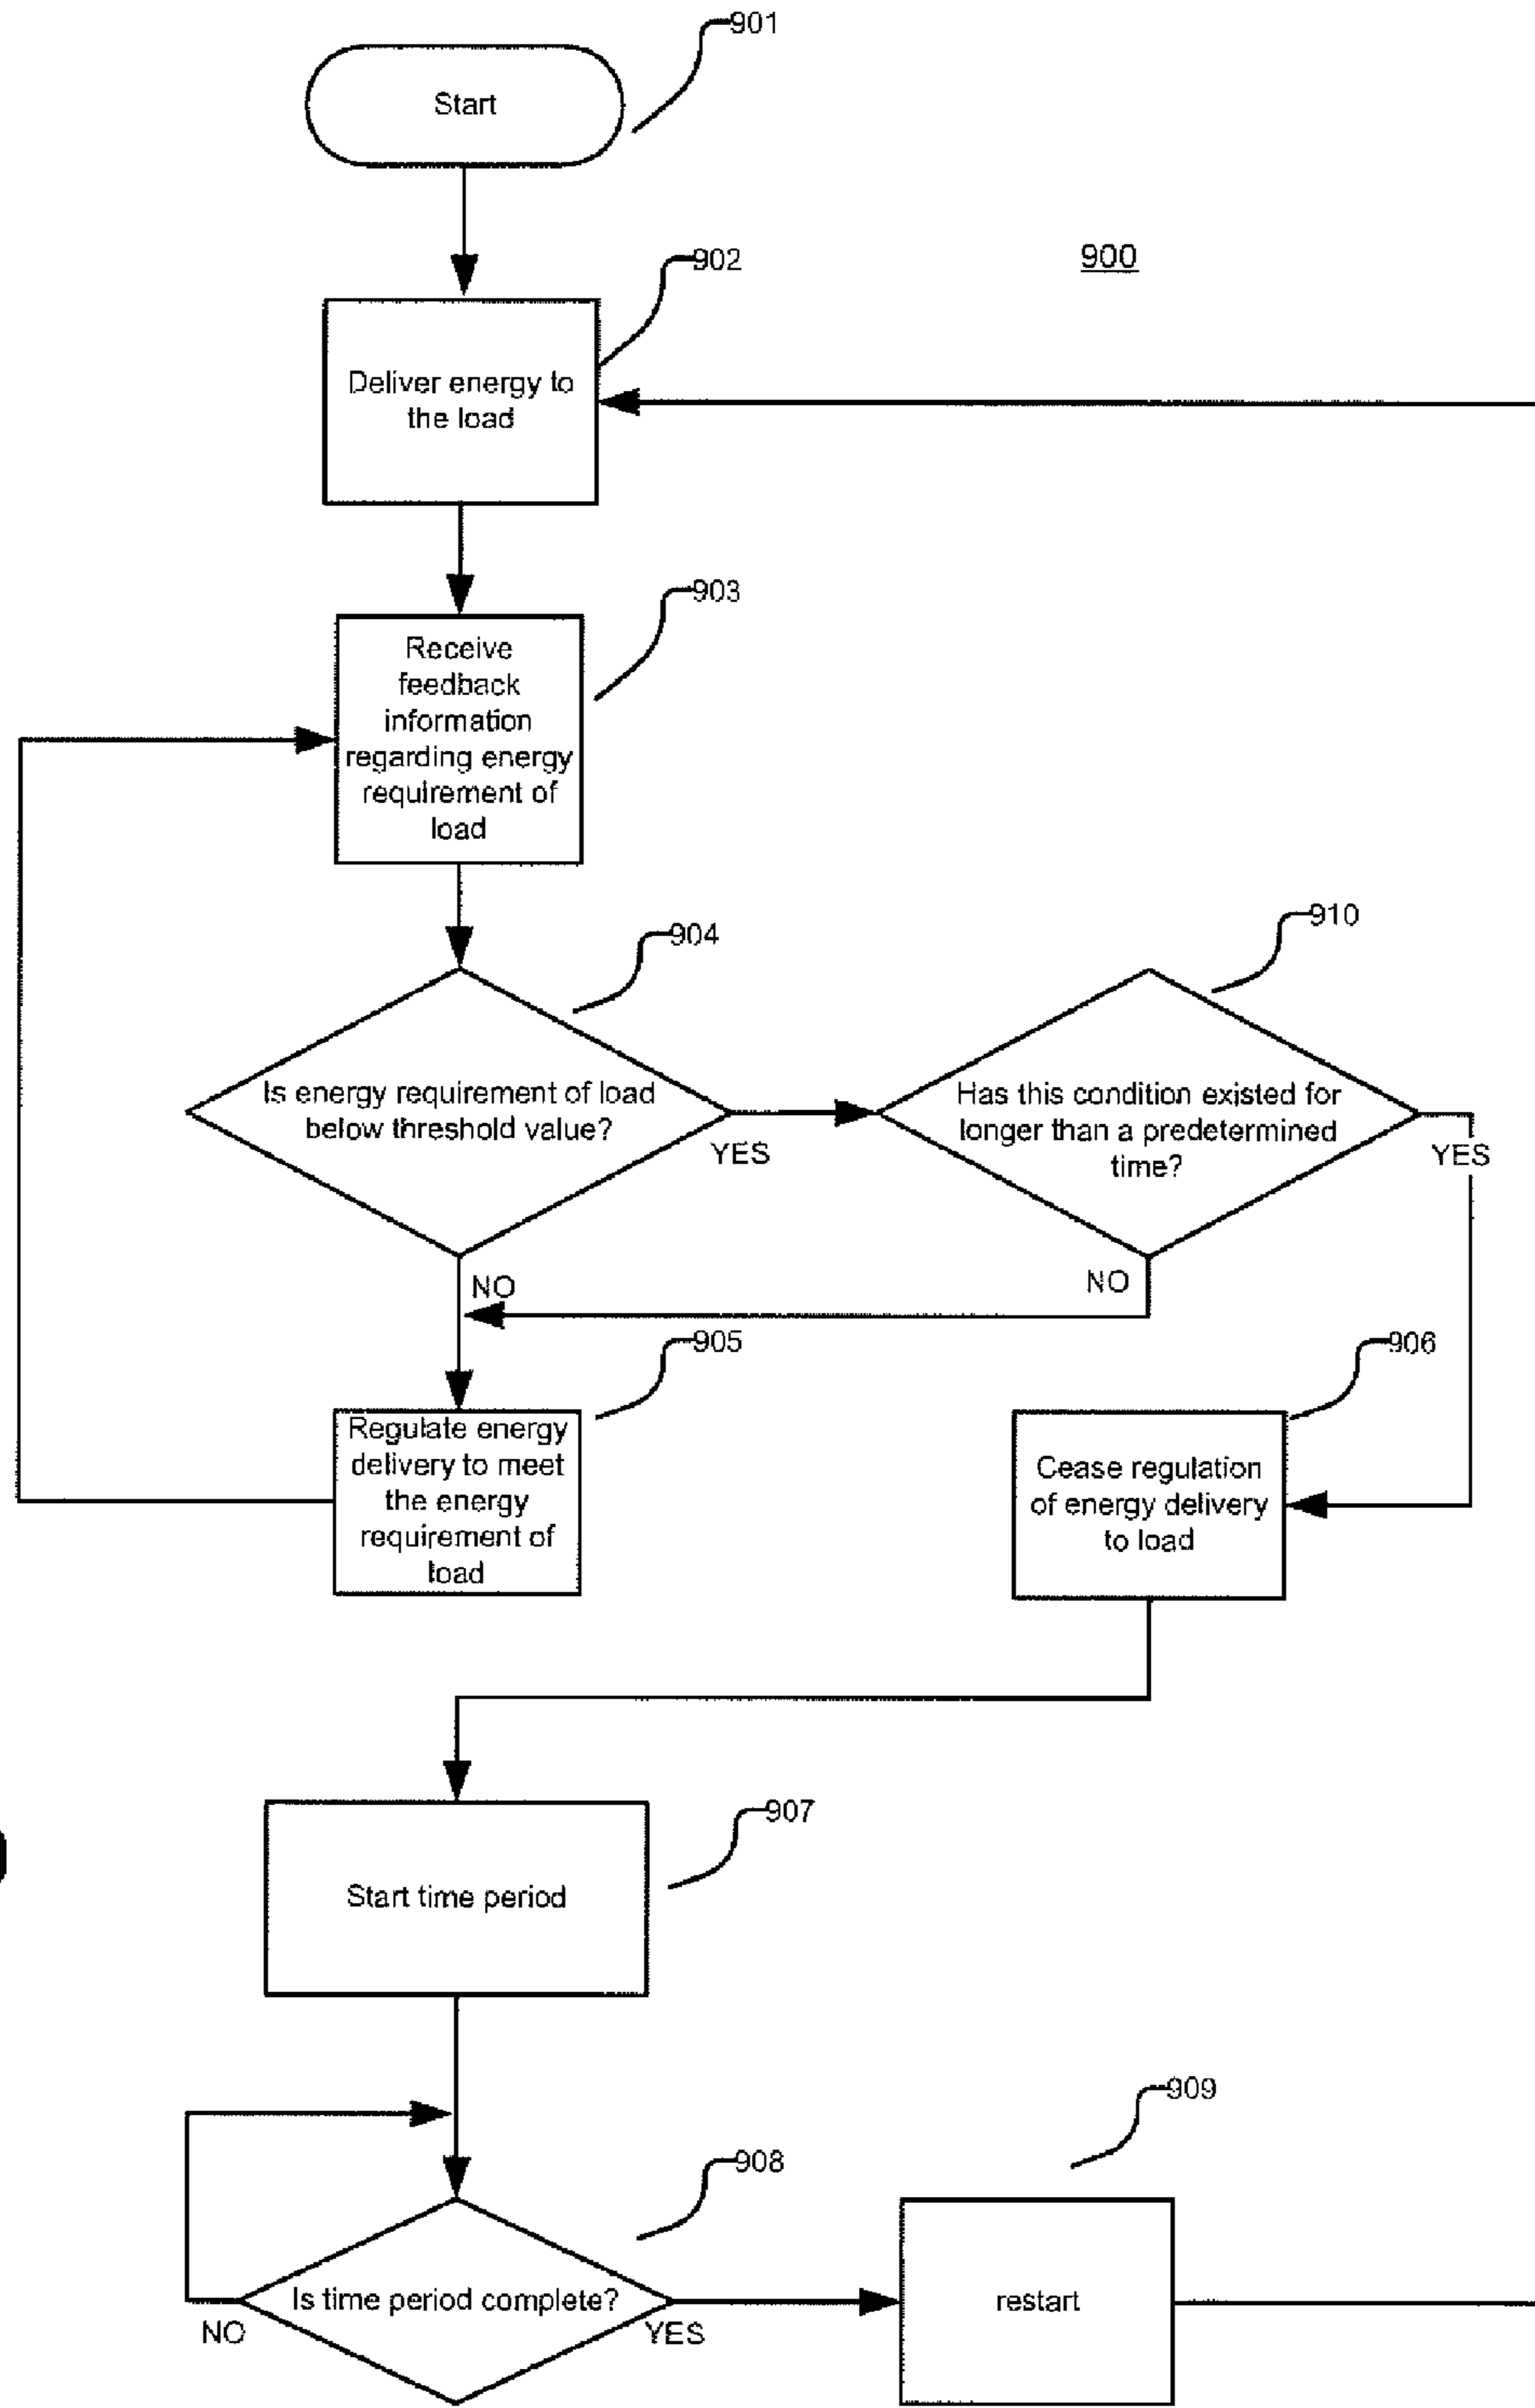 901
Start
902
900
Deliver energy to
the load
903
Receive
feedback
information
regarding energy
requirement of
load
904
910
Is energy requirement of load
below threshold value?
YES
Has this condition existed for
longer than a predetermined
time?
YES
NO
NO
905
906
Regulate energy
delivery to meet
the energy
requirement of
load
Cease regulation
of energy delivery
to load
907
Start time period
909
908
Is time period complete?
NO
YES
restart